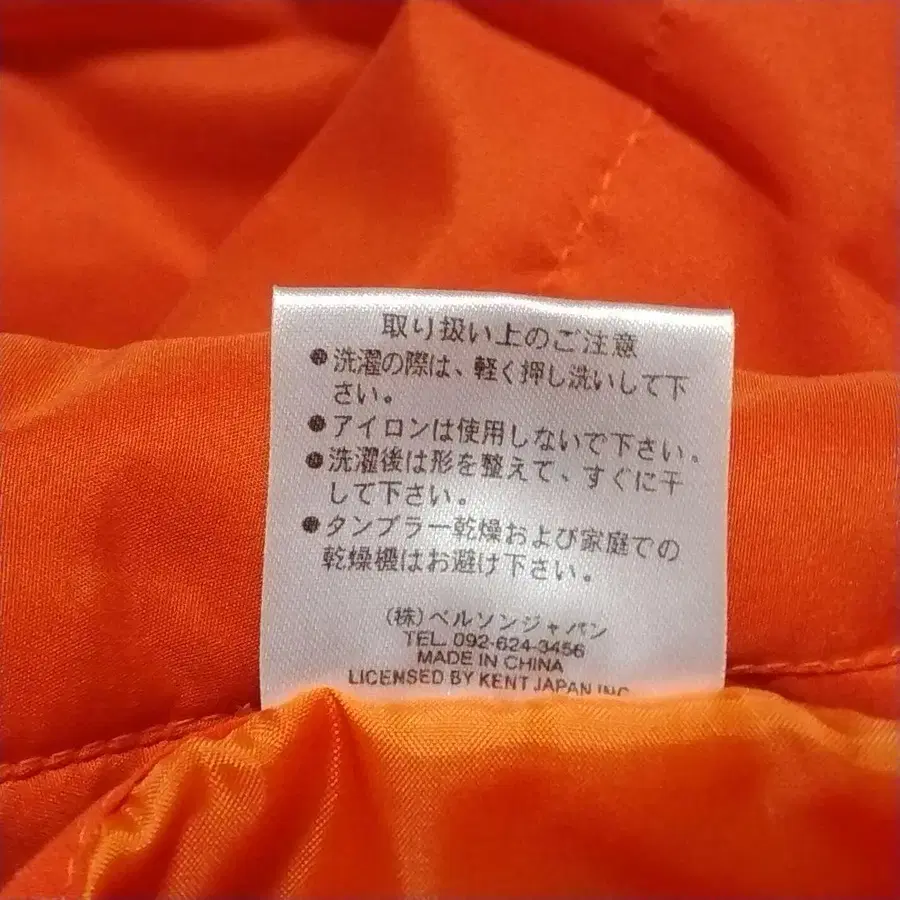 取り扱い上のご注意
●洗濯の際は、軽く押し洗いして下
さい。
●アイロンは使用しないで下さい。
●洗濯後は形を整えて、すぐに干
して下さい。
●タンブラー乾燥および家庭での
乾燥機はお避け下さい。
(株)ベルソンジャパン
TEL. 092-624-3456
MADE IN CHINA
LICENSED BY KENT JAPAN INC